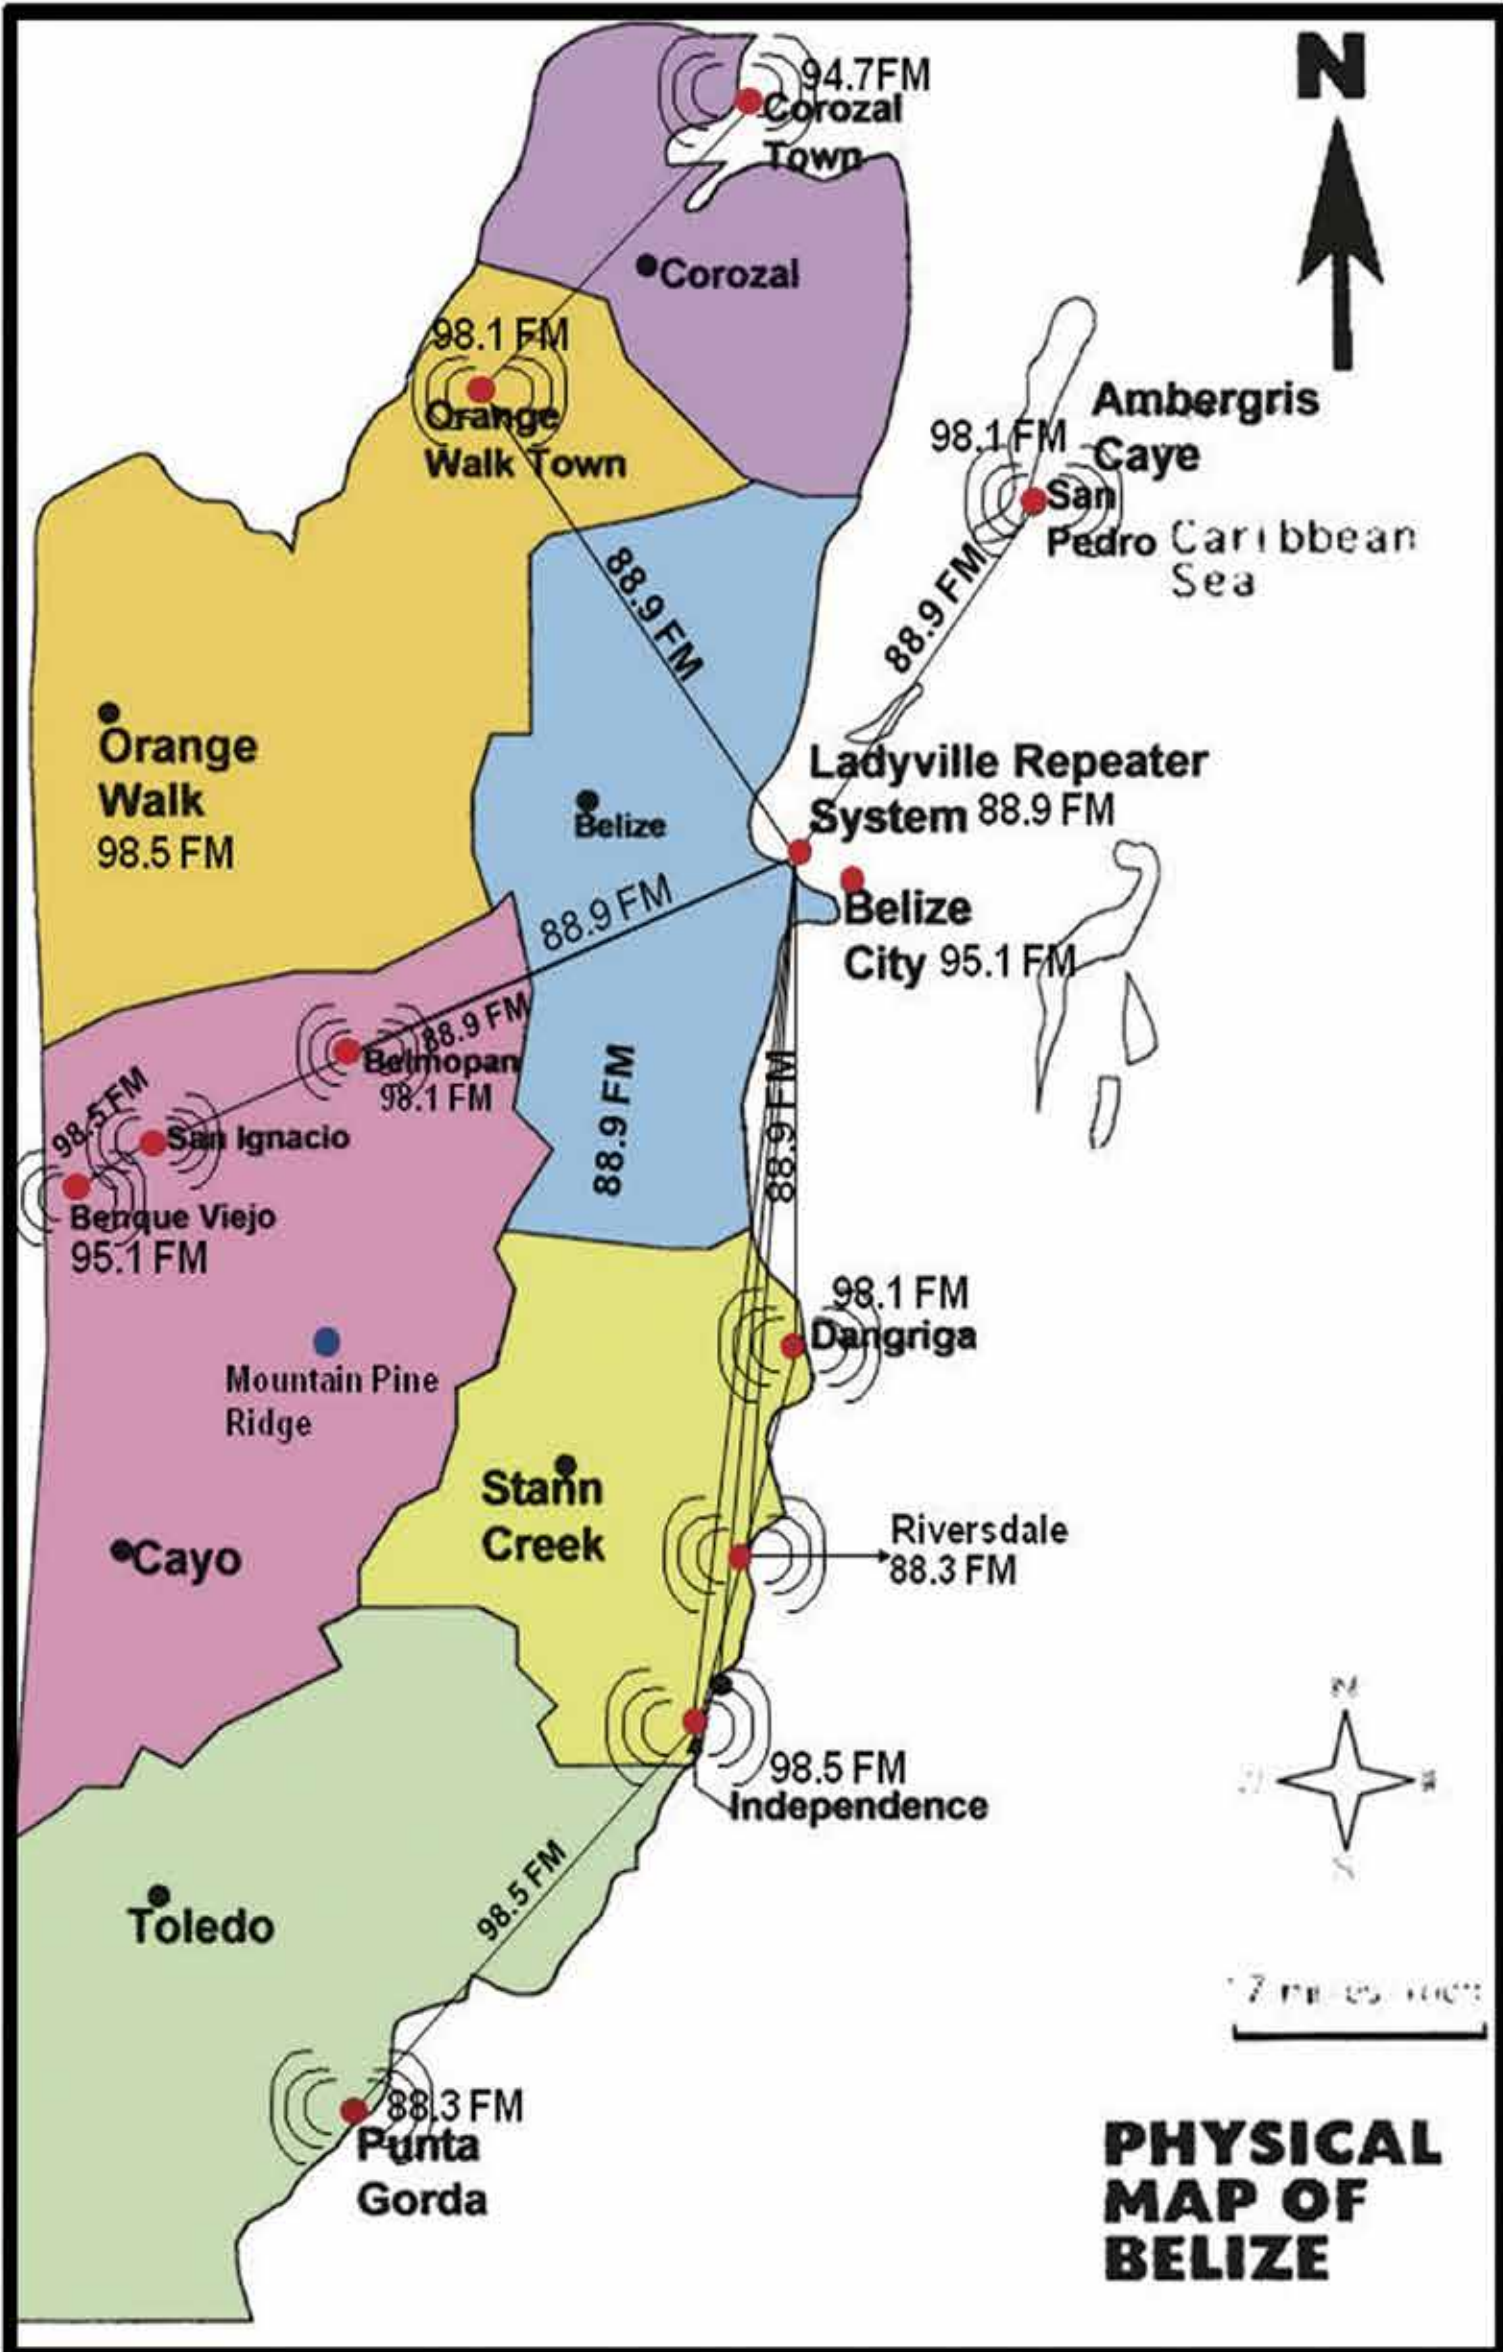 N
94.7FM
Corozal
Town
Corozal
98.1 FM
Orange
Walk Town
Ambergris
Caye
98.1 FM
San
Pedro
Caribbean
Sea
88.9 FM
88.9 FM
Orange
Walk
98.5 FM
Belize
Ladyville Repeater
System 88.9 FM
Belize
City 95.1 FM
88.9 FM
88.9 FM
Belmopan
98.1 FM
98.5 FM
San Ignacio
Benque Viejo
95.1 FM
88.9 FM
88.9 FM
98.1 FM
Dangriga
Mountain Pine
Ridge
Stann
Creek
Cayo
Riversdale
88.3 FM
98.5 FM
Independence
98.5 FM
Toledo
N
88.3 FM
Punta
Gorda
PHYSICAL
MAP OF
BELIZE